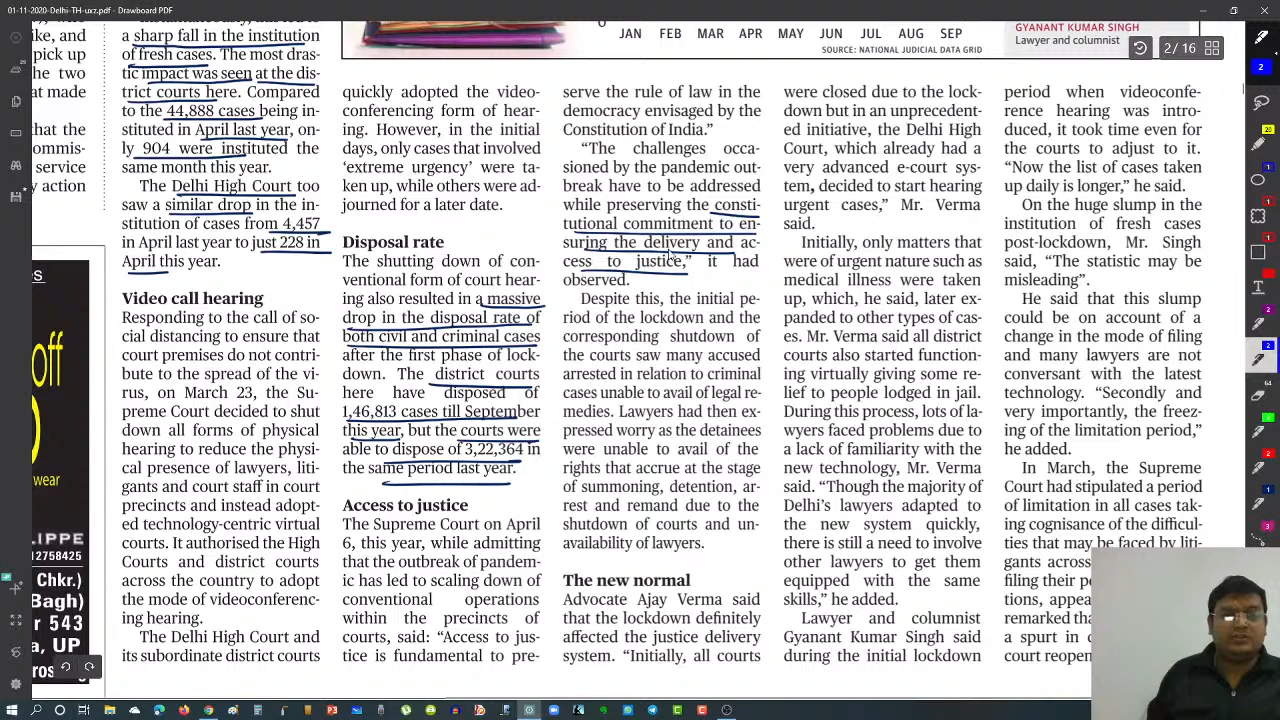 01-11-2020-Delhi-TH-uxz.pdf - Drawboard PDF
JAN FEB MAR APR MAY JUN JUL AUG SEP
SOURCE: NATIONAL JUDICIAL DATA GRID
GYANANT KUMAR SINGH
Lawyer and columnist
2/16
ike, and
pick up
he two
at made
that the
ommis-
service
y action
ES
off
wear
LIPPE
12758425
Chkr.)
Bagh)
r 543
a, UP
a sharp fall in the institution
of fresh cases. The most dras-
tic impact was seen at the dis-
trict courts here. Compared
to the 44,888 cases being in-
stituted in April last year, on-
ly 904 were instituted the
same month this year.
The Delhi High Court too
saw a similar drop in the in-
stitution of cases from 4,457
in April last year to just 228 in
April this year.
Video call hearing
Responding to the call of so-
cial distancing to ensure that
court premises do not contri-
bute to the spread of the vi-
rus, on March 23, the Su-
preme Court decided to shut
down all forms of physical
hearing to reduce the physi-
cal presence of lawyers, liti-
gants and court staff in court
precincts and instead adopt-
ed technology-centric virtual
courts. It authorised the High
Courts and district courts
across the country to adopt
the mode of videoconferenc-
ing hearing.
The Delhi High Court and
its subordinate district courts
quickly adopted the video-
conferencing form of hear-
ing. However, in the initial
days, only cases that involved
‘extreme urgency’ were ta-
ken up, while others were ad-
journed for a later date.
Disposal rate
The shutting down of con-
ventional form of court hear-
ing also resulted in a massive
drop in the disposal rate of
both civil and criminal cases
after the first phase of lock-
down. The district courts
here have disposed of
1,46,813 cases till September
this year, but the courts were
able to dispose of 3,22,364 in
the same period last year.
Access to justice
The Supreme Court on April
6, this year, while admitting
that the outbreak of pandem-
ic has led to scaling down of
conventional operations
within the precincts of
courts, said: “Access to jus-
tice is fundamental to pre-
serve the rule of law in the
democracy envisaged by the
Constitution of India.”
“The challenges occa-
sioned by the pandemic out-
break have to be addressed
while preserving the consti-
tutional commitment to en-
suring the delivery and ac-
cess to justice,” it had
observed.
Despite this, the initial pe-
riod of the lockdown and the
corresponding shutdown of
the courts saw many accused
arrested in relation to criminal
cases unable to avail of legal re-
medies. Lawyers had then ex-
pressed worry as the detainees
were unable to avail of the
rights that accrue at the stage
of summoning, detention, ar-
rest and remand due to the
shutdown of courts and un-
availability of lawyers.
The new normal
Advocate Ajay Verma said
that the lockdown definitely
affected the justice delivery
system. “Initially, all courts
were closed due to the lock-
down but in an unprecedent-
ed initiative, the Delhi High
Court, which already had a
very advanced e-court sys-
tem, decided to start hearing
urgent cases,” Mr. Verma
said.
Initially, only matters that
were of urgent nature such as
medical illness were taken
up, which, he said, later ex-
panded to other types of cas-
es. Mr. Verma said all district
courts also started function-
ing virtually giving some re-
lief to people lodged in jail.
During this process, lots of la-
wyers faced problems due to
a lack of familiarity with the
new technology, Mr. Verma
said. “Though the majority of
Delhi’s lawyers adapted to
the new system quickly,
there is still a need to involve
other lawyers to get them
equipped with the same
skills,” he added.
Lawyer and columnist
Gyanant Kumar Singh said
during the initial lockdown
period when videoconfe-
rence hearing was intro-
duced, it took time even for
the courts to adjust to it.
“Now the list of cases taken
up daily is longer,” he said.
On the huge slump in the
institution of fresh cases
post-lockdown, Mr. Singh
said, “The statistic may be
misleading”.
He said that this slump
could be on account of a
change in the mode of filing
and many lawyers are not
conversant with the latest
technology. “Secondly and
very importantly, the freez-
ing of the limitation period,”
he added.
In March, the Supreme
Court had stipulated a period
of limitation in all cases tak-
ing cognisance of the difficul-
ties that may be faced by liti-
gants across
filing their pe
tions, appea
remarked tha
a spurt in c
court reopen